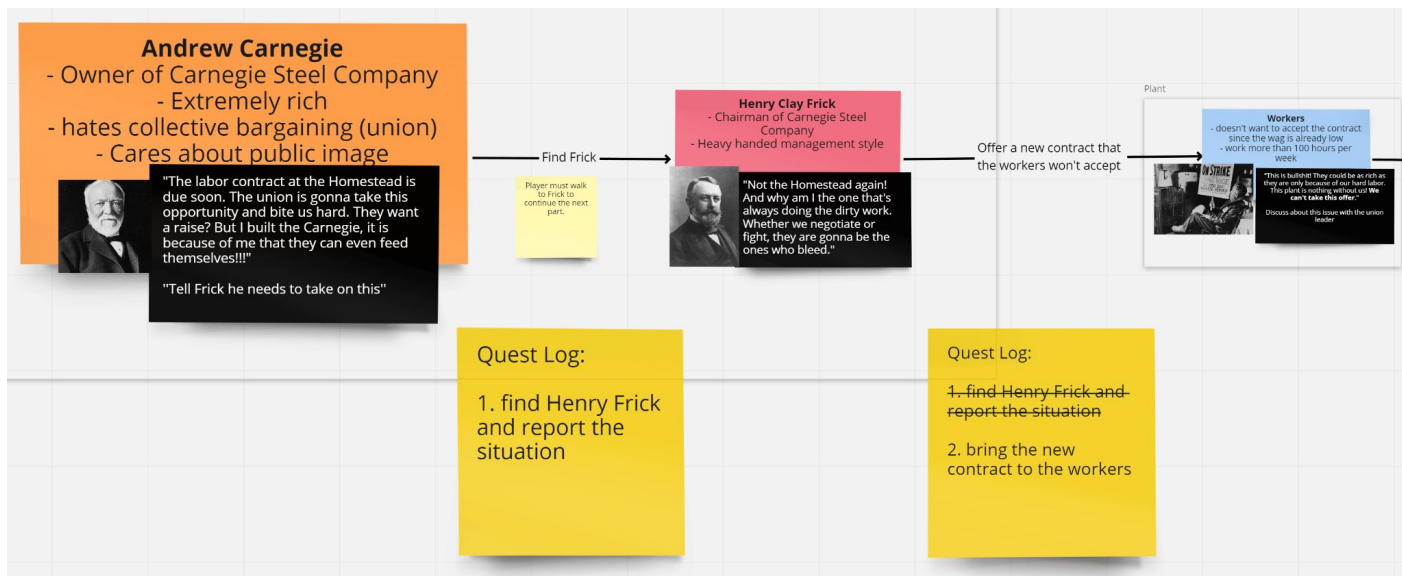 Andrew Carnegie
- Owner of Carnegie Steel Company
- Extremely rich
- hates collective bargaining (union)
- Cares about public image
"The labor contract at the Homestead is
due soon. The union is gonna take this
opportunity and bite us hard. They want
a raise? But I built the Carnegie, it is
because of me that they can even feed
themselves!!!"
"Tell Frick he needs to take on this"
Find Frick
Player must walk
to Frick to
continue the next
part.
Henry Clay Frick
- Chairman of Carnegie Steel
Company
- Heavy handed management style
"Not the Homestead again!
And why am I the one that's
always doing the dirty work.
Whether we negotiate or
fight, they are gonna be the
ones who bleed."
Offer a new contract that
the workers won't accept
Plant
Workers
- doesn't want to accept the contract
since the wag is already low
- work more than 100 hours per
week
ON STRIKE
"This is bullshit! They could be as rich as
they are only because of our hard labor.
This plant is nothing without us! We
can't take this offer."
Discuss about this issue with the union
leader
Quest Log:
1. find Henry Frick
and report the
situation
Quest Log:
1. find Henry Frick and
report the situation
2. bring the new
contract to the workers